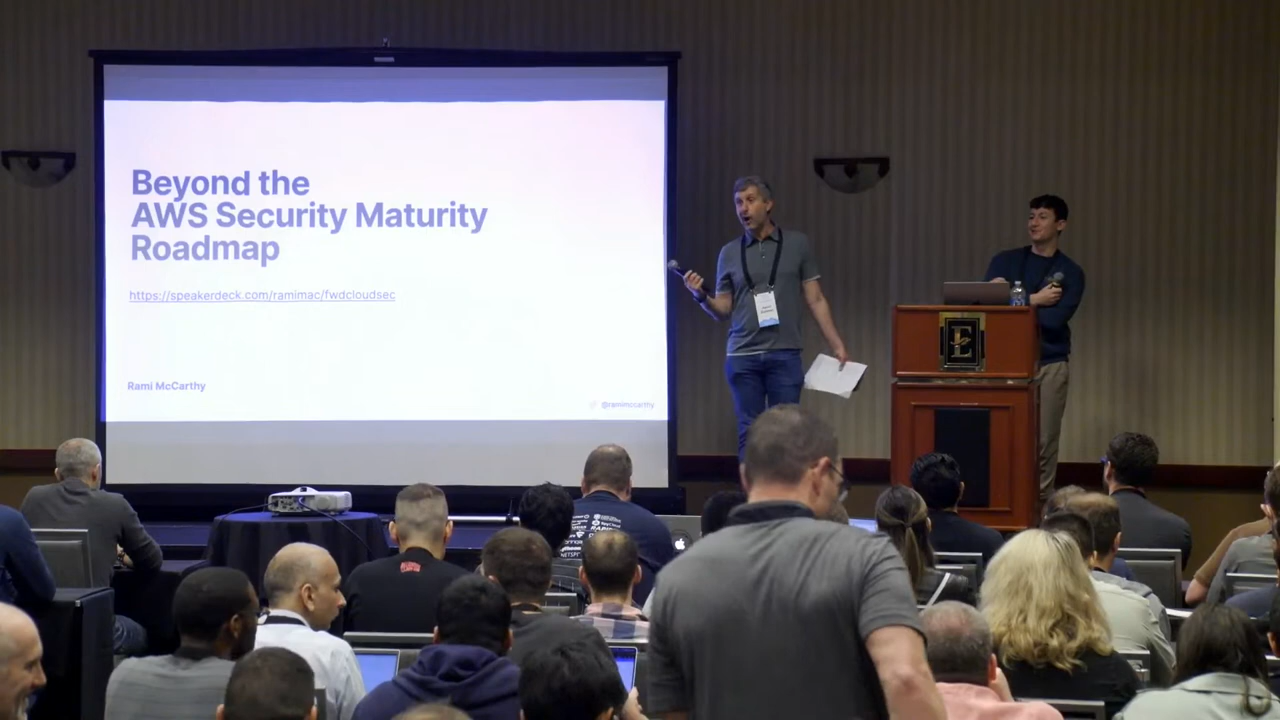 Beyond the
AWS Security Maturity
Roadmap
https://speakerdeck.com/ramimac/fwdcloudsec
Rami McCarthy
@ramimccarthy
E